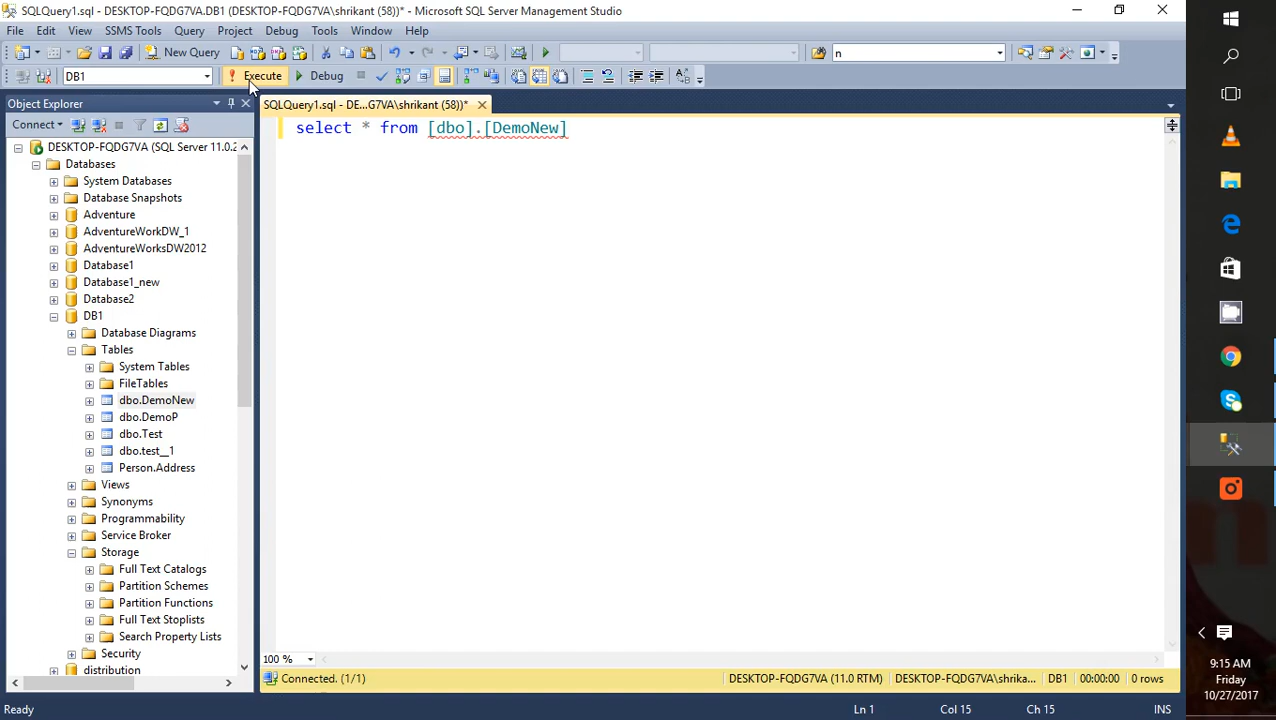 SQLQuery1.sql - DESKTOP-FQDG7VA.DB1 (DESKTOP-FQDG7VA\shrikant (58))* - Microsoft SQL Server Management Studio
File Edit View SSMS Tools Query Project Debug Tools Window Help
New Query n
DB1 Execute Debug
Object Explorer
SQLQuery1.sql - DE...G7VA\shrikant (58))*
Connect
select * from [dbo].[DemoNew]
DESKTOP-FQDG7VA (SQL Server 11.0.2
Databases
System Databases
Database Snapshots
Adventure
AdventureWorkDW_1
AdventureWorksDW2012
Database1
Database1_new
Database2
DB1
Database Diagrams
Tables
System Tables
FileTables
dbo.DemoNew
dbo.DemoP
dbo.Test
dbo.test__1
Person.Address
Views
Synonyms
Programmability
Service Broker
Storage
Full Text Catalogs
Partition Schemes
Partition Functions
Full Text Stoplists
Search Property Lists
Security
distribution
100 %
Connected. (1/1) DESKTOP-FQDG7VA (11.0 RTM) DESKTOP-FQDG7VA\shrika... DB1 00:00:00 0 rows
Ready Ln 1 Col 15 Ch 15 INS
9:15 AM
Friday
10/27/2017